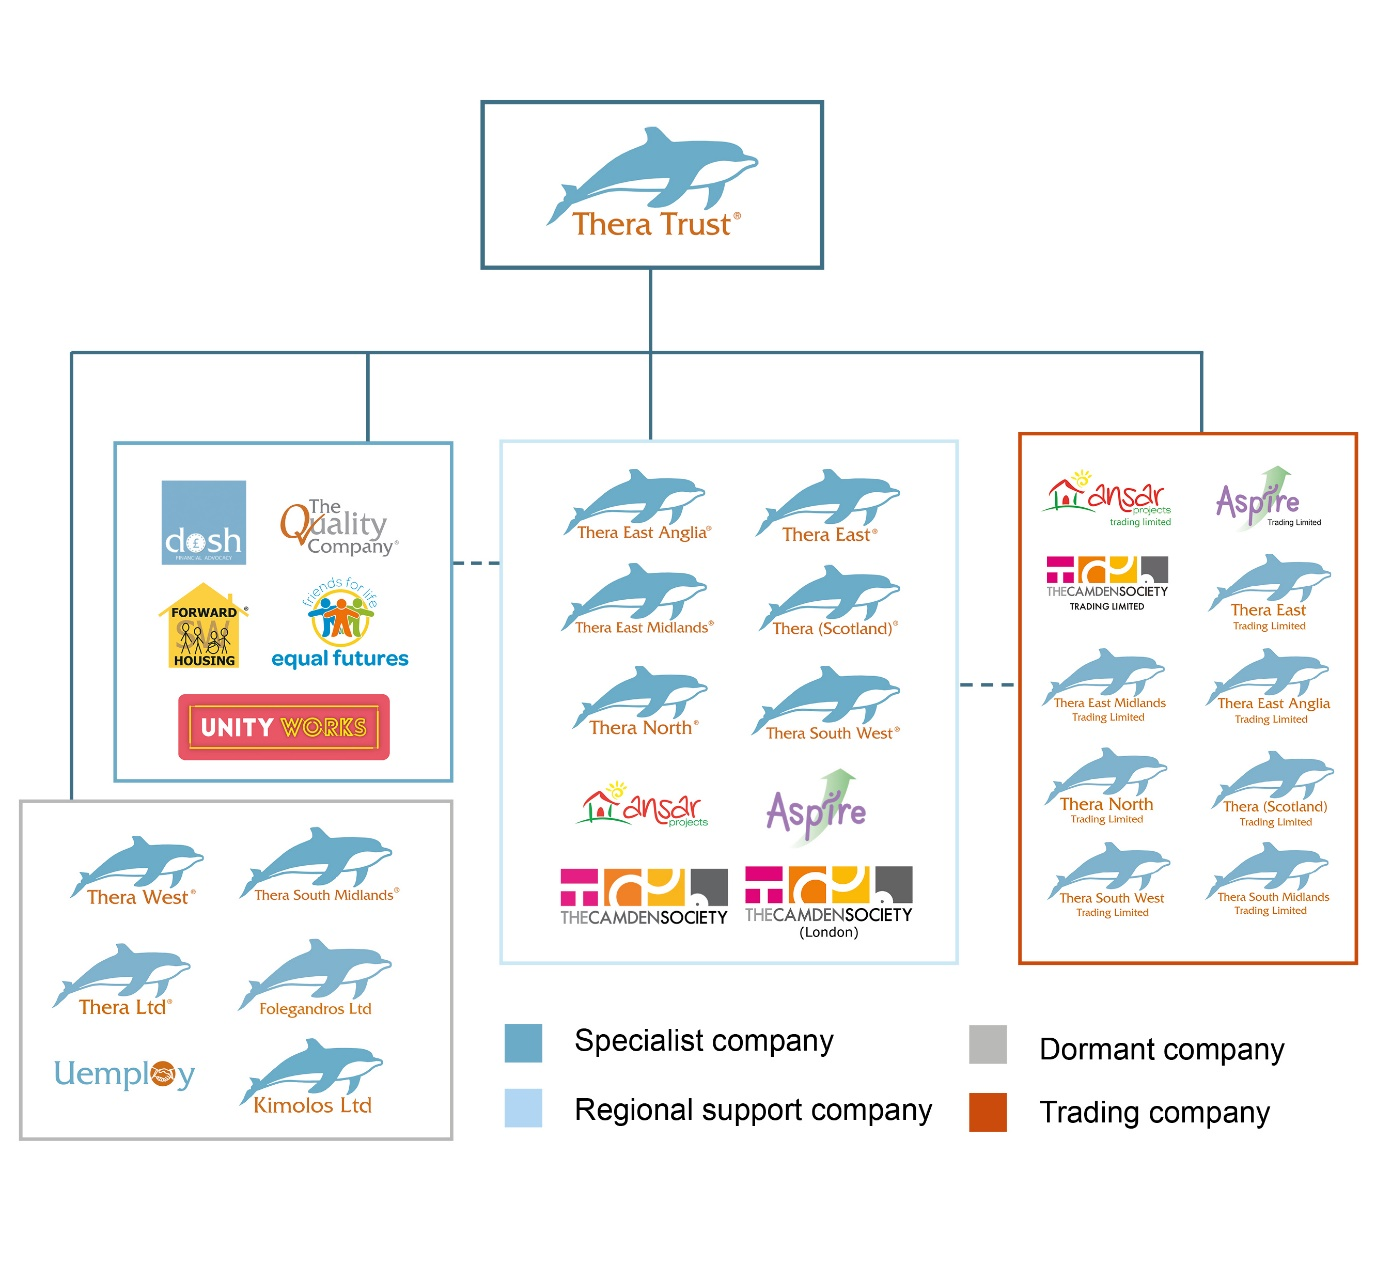 Thera Trust®
dosh
FINANCIAL ADVOCACY
The
Quality
Company®
FORWARD®
SW
HOUSING
friends for life
equal futures
UNITY WORKS
Thera East Anglia®
Thera East®
Thera East Midlands®
Thera (Scotland)®
Thera North®
Thera South West®
ansar
projects
Aspire
THECAMDENSOCIETY
THECAMDENSOCIETY
(London)
ansar
projects
trading limited
Aspire
Trading Limited
THECAMDENSOCIETY
TRADING LIMITED
Thera East
Trading Limited
Thera East Midlands
Trading Limited
Thera East Anglia
Trading Limited
Thera North
Trading Limited
Thera (Scotland)
Trading Limited
Thera South West
Trading Limited
Thera South Midlands
Trading Limited
Thera West®
Thera South Midlands®
Thera Ltd®
Folegandros Ltd
Uemploy
Kimolos Ltd
Specialist company
Dormant company
Regional support company
Trading company